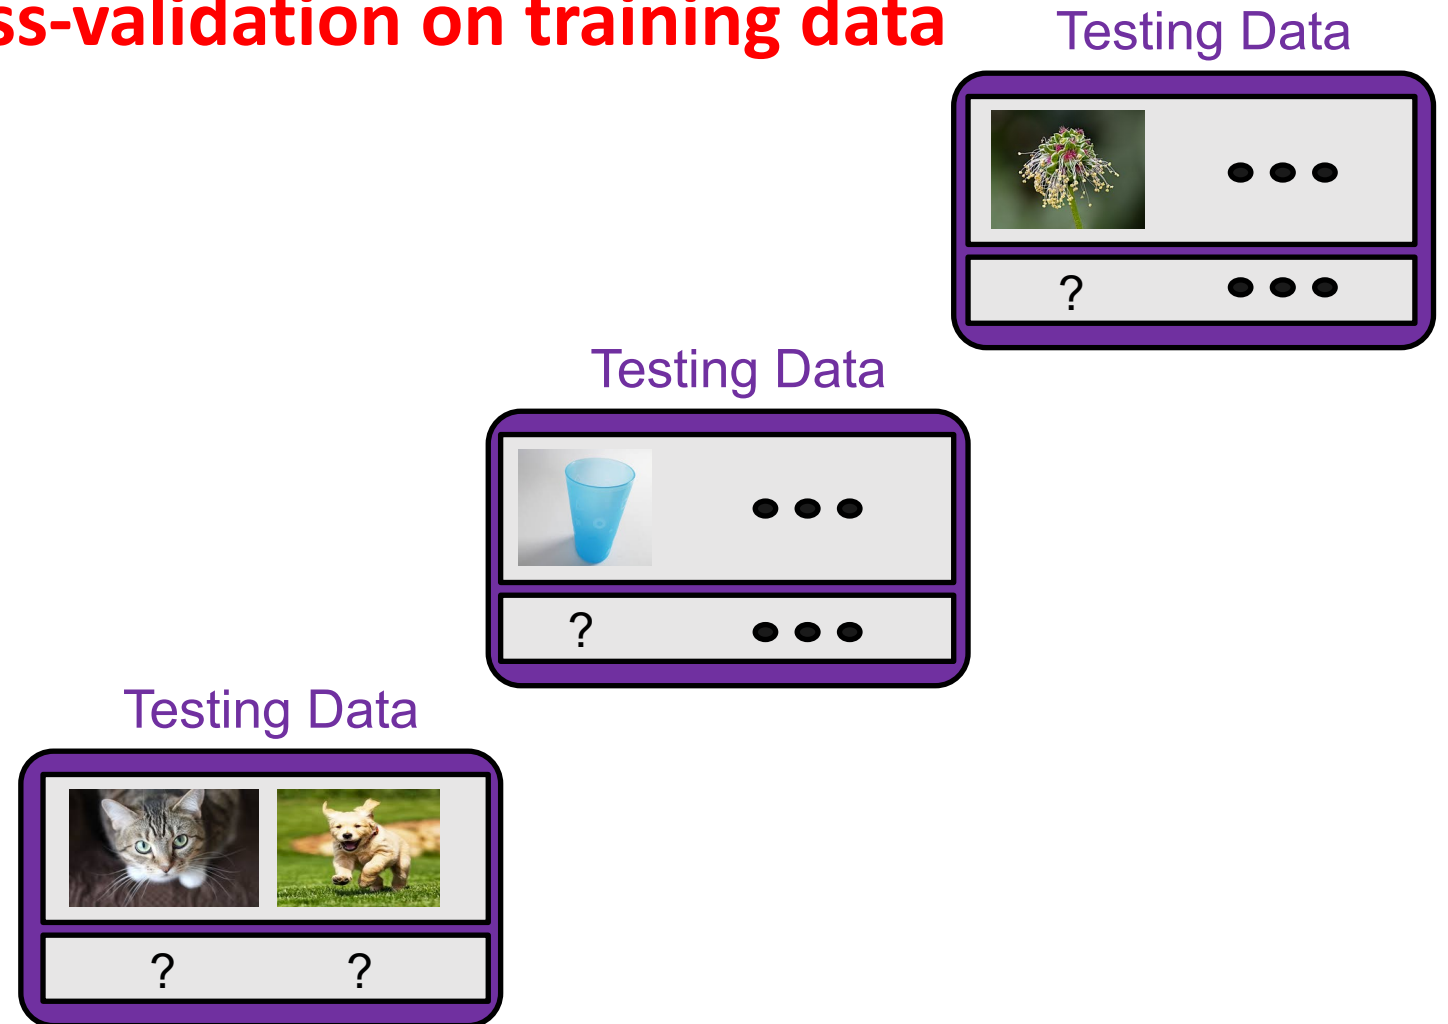 ss-validation on training data
Testing Data
?
Testing Data
?
Testing Data
? ?